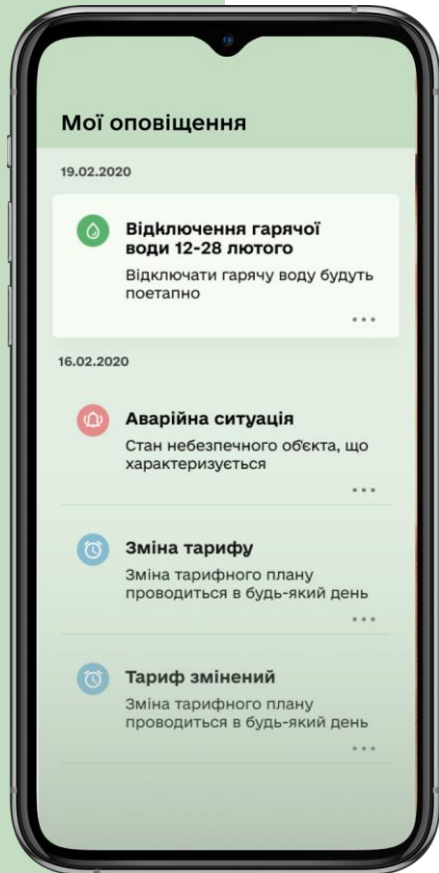 Мої оповіщення
19.02.2020
Відключення гарячої
води 12-28 лютого
Відключати гарячу воду будуть
поетапно
16.02.2020
Аварійна ситуація
Стан небезпечного об'єкта, що
характеризується
Зміна тарифу
Зміна тарифного плану
проводиться в будь-який день
Тариф змінений
Зміна тарифного плану
проводиться в будь-який день